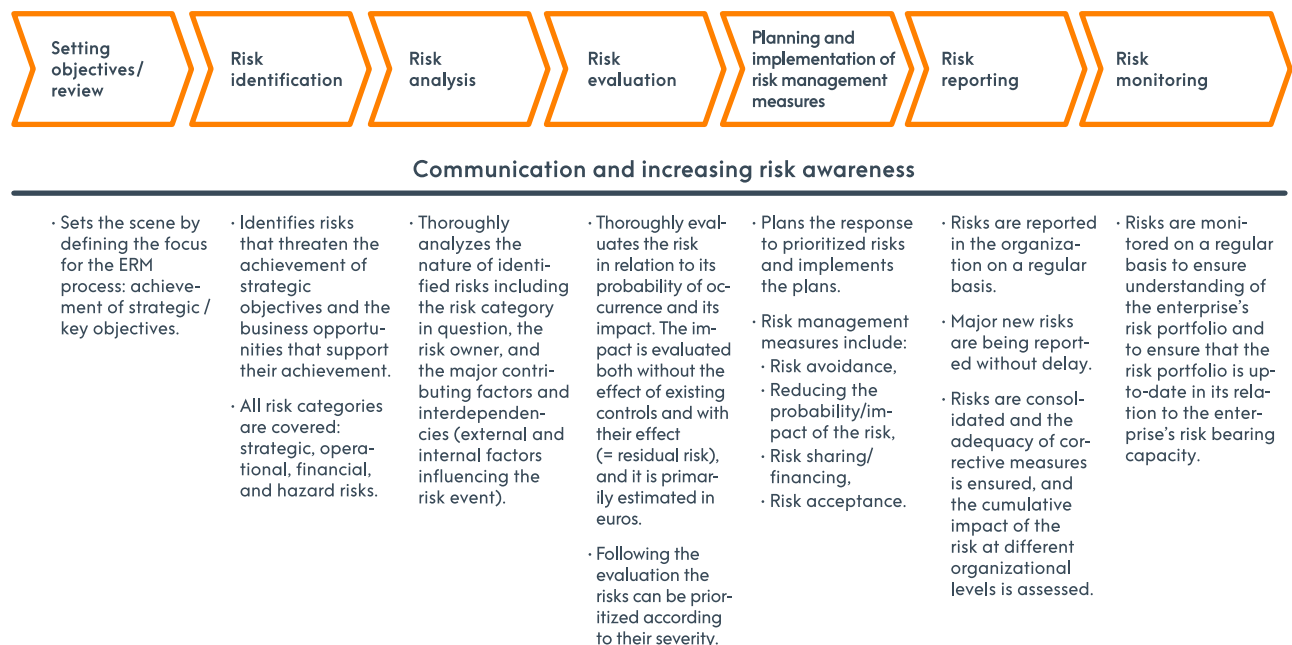 Setting
objectives/
review
Risk
identification
Risk
analysis
Risk
evaluation
Planning and
implementation of
risk management
measures
Risk
reporting
Risk
monitoring
Communication and increasing risk awareness
· Sets the scene by
defining the focus
for the ERM
process: achieve-
ment of strategic /
key objectives.
· Identifies risks
that threaten the
achievement of
strategic
objectives and the
business opportu-
nities that support
their achievement.
· All risk categories
are covered:
strategic, opera-
tional, financial,
and hazard risks.
· Thoroughly
analyzes the
nature of identi-
fied risks including
the risk category
in question, the
risk owner, and
the major contri-
buting factors and
interdependen-
cies (external and
internal factors
influencing the
risk event).
· Thoroughly eval-
uates the risk
in relation to its
probability of oc-
currence and its
impact. The im-
pact is evaluated
both without the
effect of existing
controls and with
their effect
(= residual risk),
and it is primar-
ily estimated in
euros.
· Following the
evaluation the
risks can be prior-
itized according
to their severity.
· Plans the response
to prioritized risks
and implements
the plans.
· Risk management
measures include:
· Risk avoidance,
· Reducing the
probability/im-
pact of the risk,
· Risk sharing/
financing,
· Risk acceptance.
· Risks are reported
in the organiza-
tion on a regular
basis.
· Major new risks
are being report-
ed without delay.
· Risks are consol-
idated and the
adequacy of cor-
rective measures
is ensured, and
the cumulative
impact of the
risk at different
organizational
levels is assessed.
· Risks are moni-
tored on a regular
basis to ensure
understanding of
the enterprise's
risk portfolio and
to ensure that the
risk portfolio is up-
to-date in its rela-
tion to the enter-
prise's risk bearing
capacity.